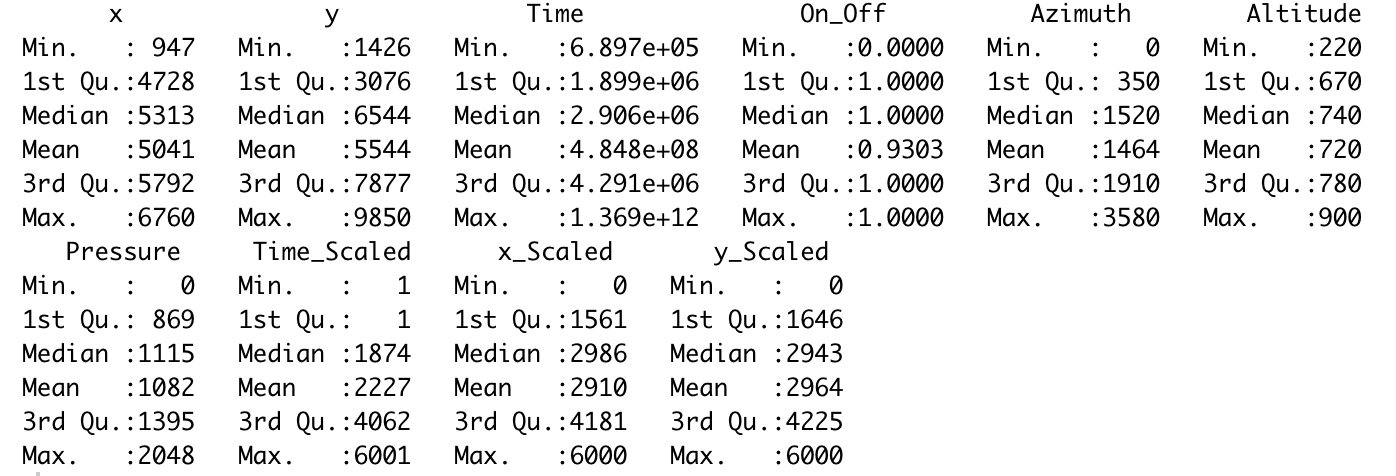 x y Time On_Off Azimuth Altitude
Min. : 947 Min. :1426 Min. :6.897e+05 Min. :0.0000 Min. : 0 Min. :220
1st Qu.:4728 1st Qu.:3076 1st Qu.:1.899e+06 1st Qu.:1.0000 1st Qu.: 350 1st Qu.:670
Median :5313 Median :6544 Median :2.906e+06 Median :1.0000 Median :1520 Median :740
Mean :5041 Mean :5544 Mean :4.848e+08 Mean :0.9303 Mean :1464 Mean :720
3rd Qu.:5792 3rd Qu.:7877 3rd Qu.:4.291e+06 3rd Qu.:1.0000 3rd Qu.:1910 3rd Qu.:780
Max. :6760 Max. :9850 Max. :1.369e+12 Max. :1.0000 Max. :3580 Max. :900
Pressure Time_Scaled x_Scaled y_Scaled
Min. : 0 Min. : 1 Min. : 0 Min. : 0
1st Qu.: 869 1st Qu.: 1 1st Qu.:1561 1st Qu.:1646
Median :1115 Median :1874 Median :2986 Median :2943
Mean :1082 Mean :2227 Mean :2910 Mean :2964
3rd Qu.:1395 3rd Qu.:4062 3rd Qu.:4181 3rd Qu.:4225
Max. :2048 Max. :6001 Max. :6000 Max. :6000